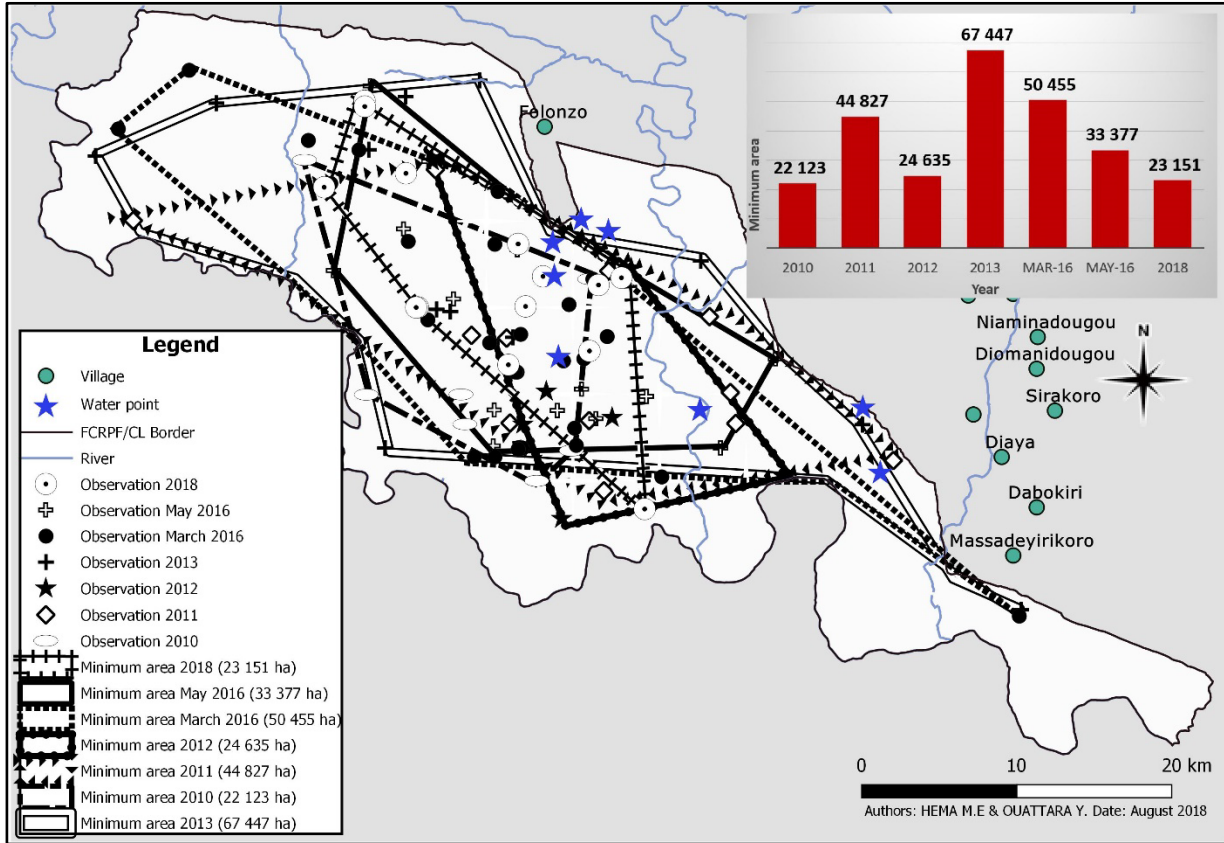 Folonzo
67 447
50 455
44 827
33 377
22 123
24 635
23 151
Minimum area
2010
2011
2012
2013
MAR-16
MAY-16
2018
Year
Niaminadougou
Diomanidougou
Sirakoro
Diaya
Dabokiri
Massadeyirikoro
N
Legend
Village
Water point
FCRPF/CL Border
River
Observation 2018
Observation May 2016
Observation March 2016
Observation 2013
Observation 2012
Observation 2011
Observation 2010
Minimum area 2018 (23 151 ha)
Minimum area May 2016 (33 377 ha)
Minimum area March 2016 (50 455 ha)
Minimum area 2012 (24 635 ha)
Minimum area 2011 (44 827 ha)
Minimum area 2010 (22 123 ha)
Minimum area 2013 (67 447 ha)
0 10 20 km
Authors: HEMA M.E & OUATTARA Y. Date: August 2018